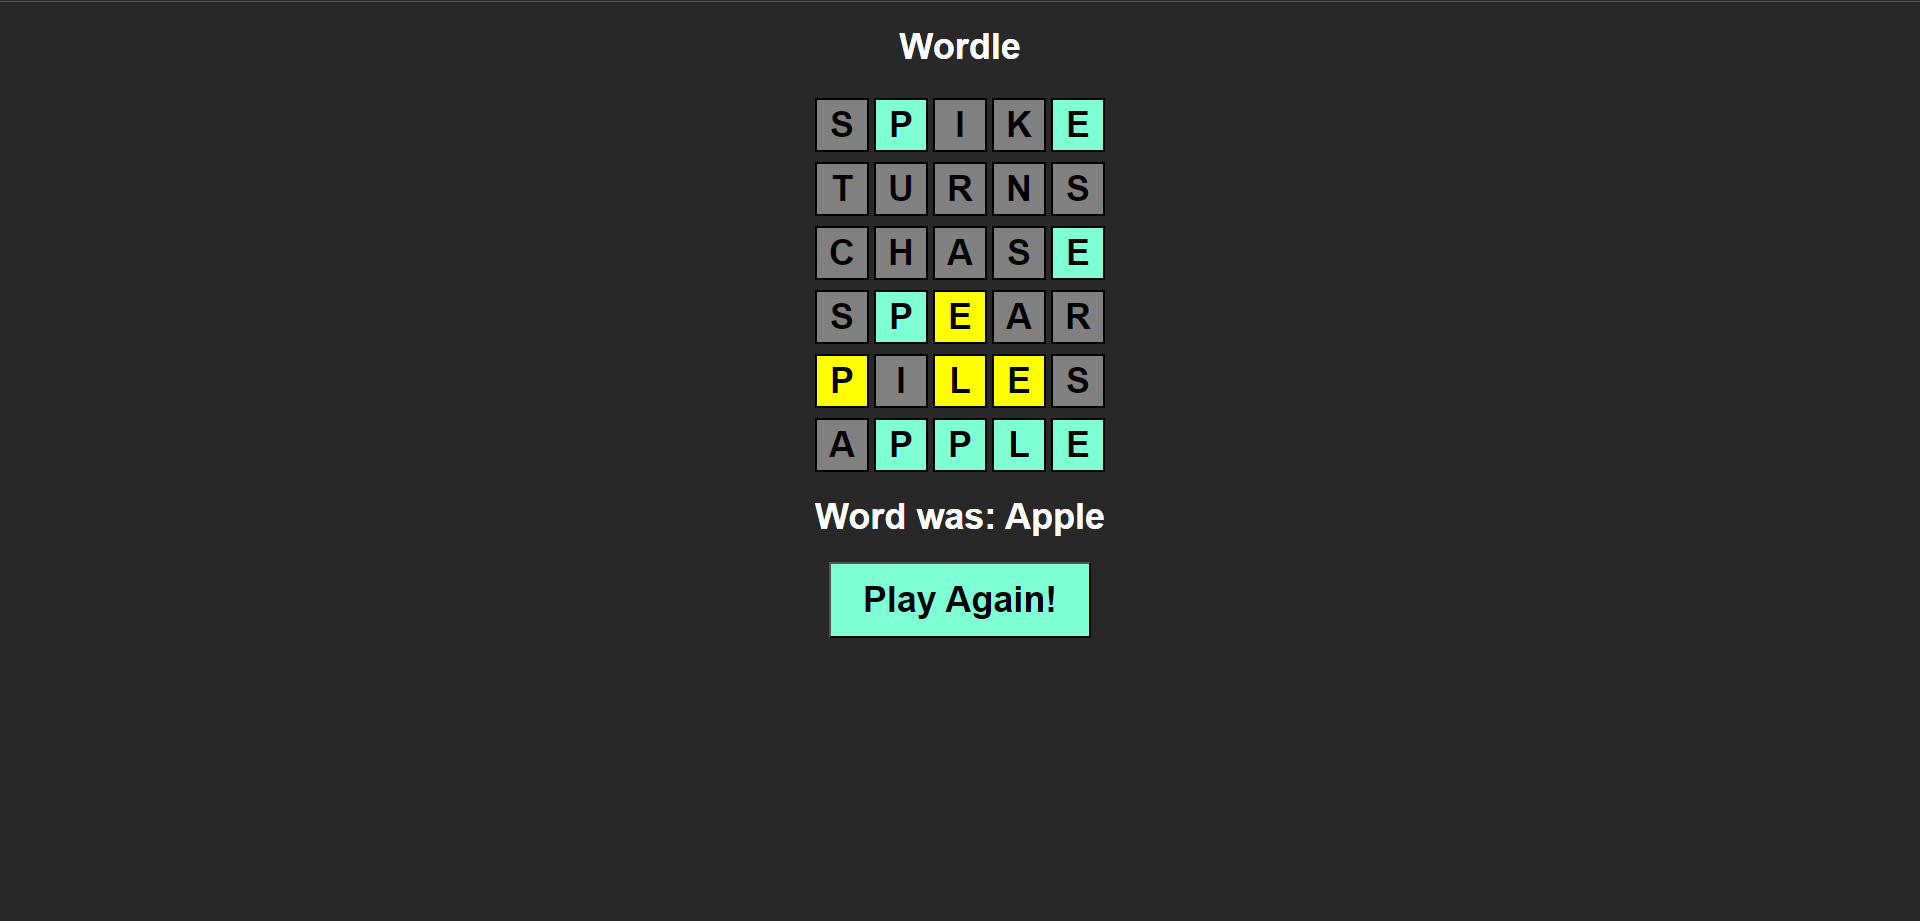 Wordle
S P I K E
T U R N S
C H A S E
S P E A R
P I L E S
A P P L E
Word was: Apple
Play Again!